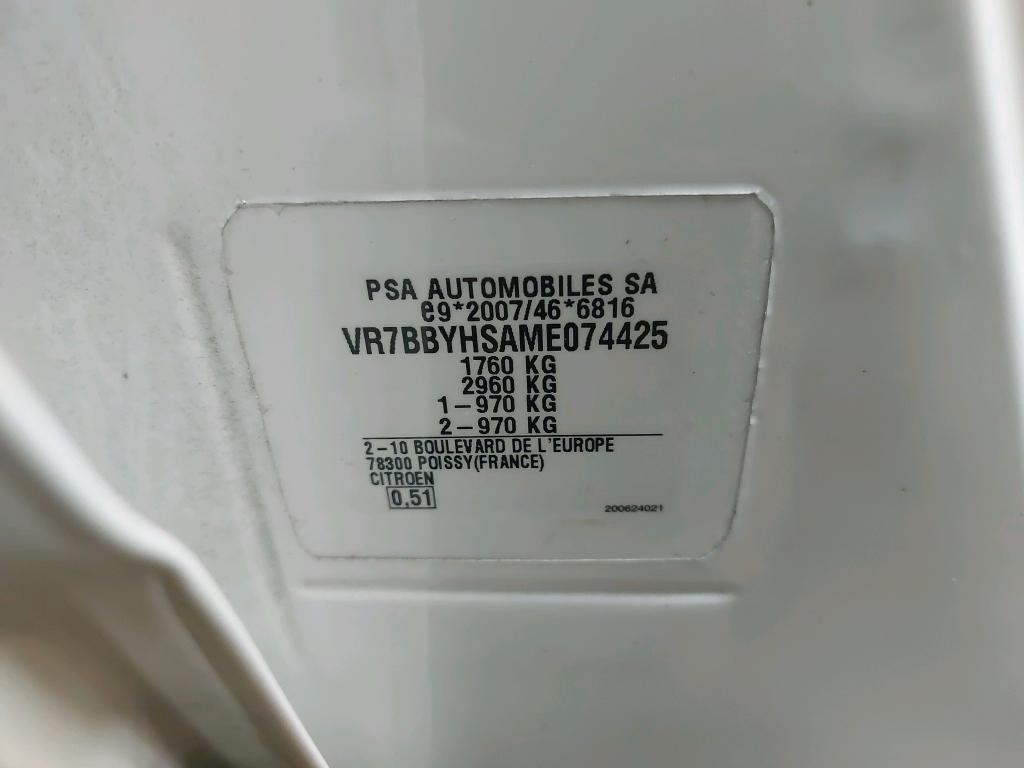 PSA AUTOMOBILES SA
e9*2007/46*6816
VR7BBYHSAME074425
1760 KG
2960 KG
1-970 KG
2-970 KG
2-10 BOULEVARD DE L'EUROPE
78300 POISSY(FRANCE)
CITROEN
0,51
200624021